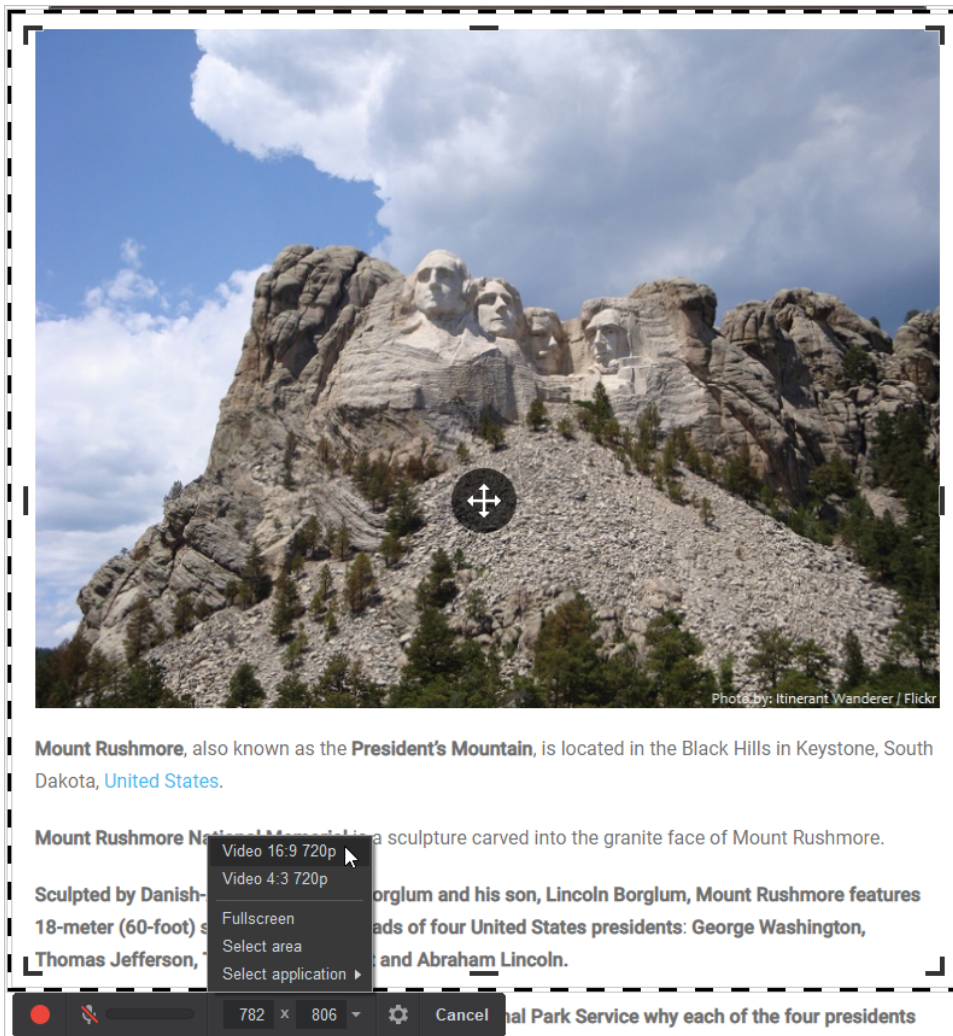 Photo by: Itinerant Wanderer / Flickr
Mount Rushmore, also known as the President’s Mountain, is located in the Black Hills in Keystone, South
Dakota, United States.
Mount Rushmore Na a sculpture carved into the granite face of Mount Rushmore.
Sculpted by Danish- orglum and his son, Lincoln Borglum, Mount Rushmore features
18-meter (60-foot) s ads of four United States presidents: George Washington,
Thomas Jefferson, and Abraham Lincoln.
Video 16:9 720p
Video 4:3 720p
Fullscreen
Select area
Select application
782 x 806 Cancel
nal Park Service why each of the four presidents